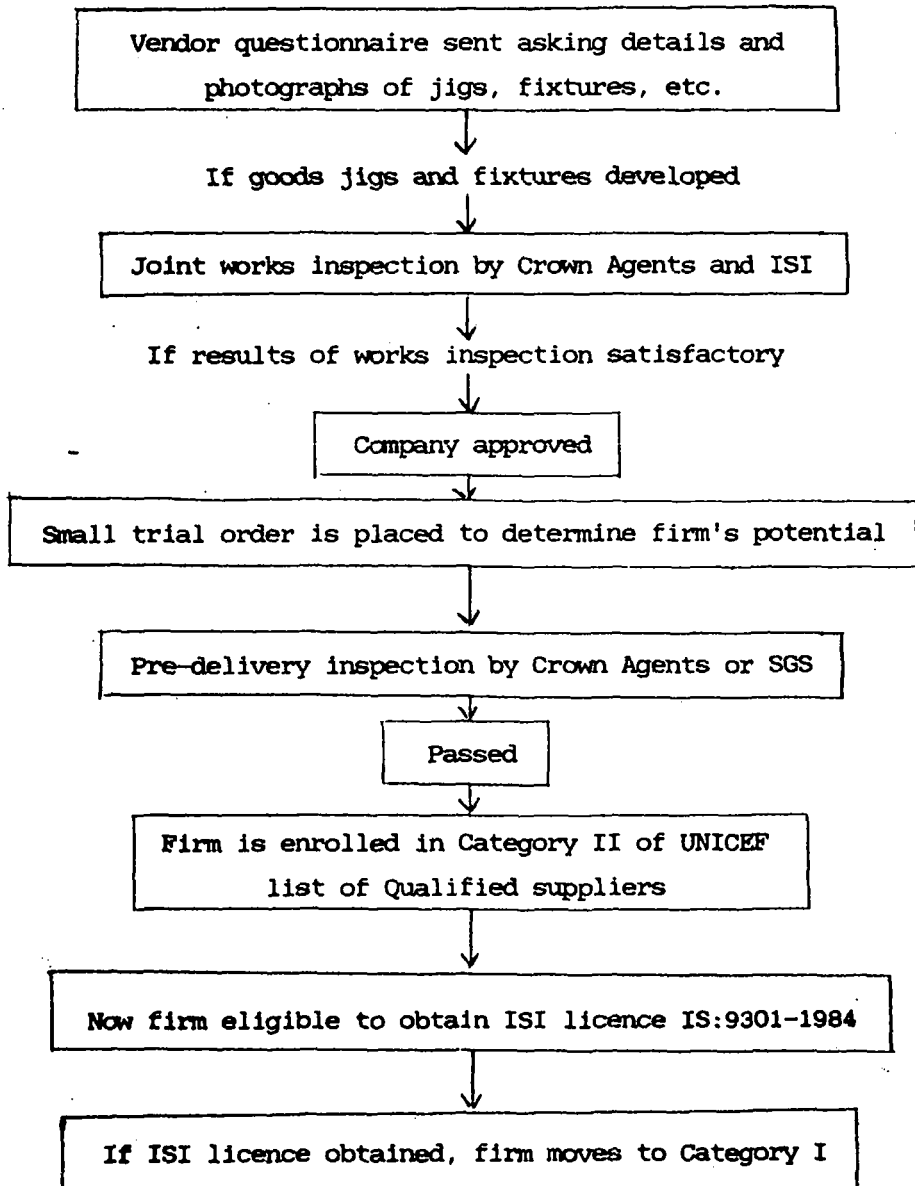 Vendor questionnaire sent asking details and
photographs of jigs, fixtures, etc.
If goods jigs and fixtures developed
Joint works inspection by Crown Agents and ISI
If results of works inspection satisfactory
Company approved
Small trial order is placed to determine firm's potential
Pre-delivery inspection by Crown Agents or SGS
Passed
Firm is enrolled in Category II of UNICEF
list of Qualified suppliers
Now firm eligible to obtain ISI licence IS:9301-1984
If ISI licence obtained, firm moves to Category I